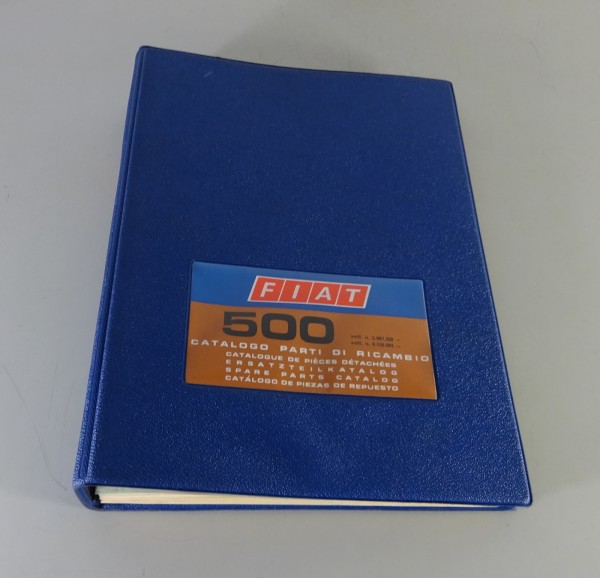 FIAT
500
CATALOGO PARTI DI RICAMBIO
CATALOGUE DE PIÈCES DÉTACHÉES
ERSATZTEILKATALOG
SPARE PARTS CATALOG
CATÁLOGO DE PIEZAS DE REPUESTO